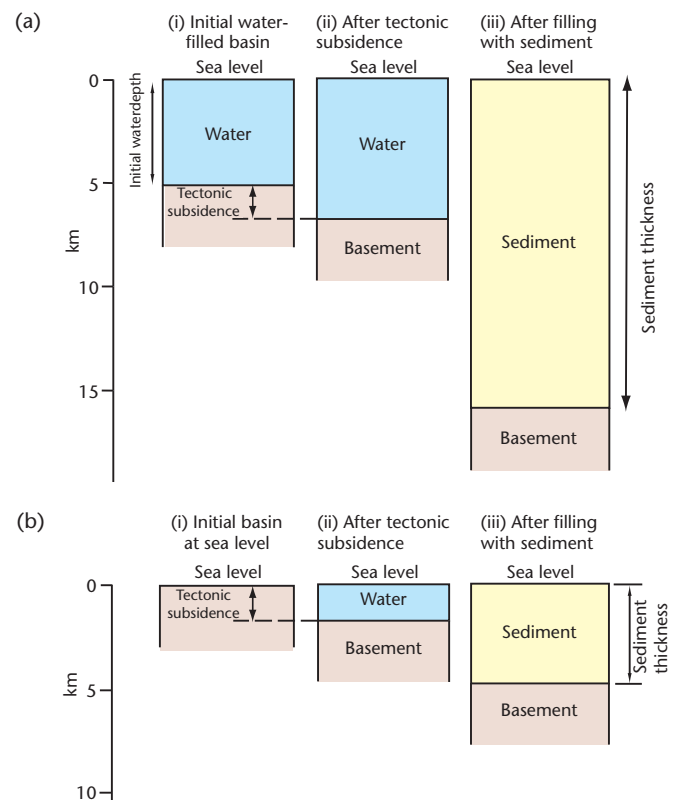 (a)
(i) Initial water-
filled basin
(ii) After tectonic
subsidence
(iii) After filling
with sediment
Sea level
Sea level
Sea level
0
5
10
15
km
Initial waterdepth
Water
Tectonic
subsidence
Water
Basement
Sediment
Basement
Sediment thickness
(b)
(i) Initial basin
at sea level
(ii) After tectonic
subsidence
(iii) After filling
with sediment
Sea level
Sea level
Sea level
0
5
10
km
Tectonic
subsidence
Water
Basement
Sediment
Basement
Sediment
thickness